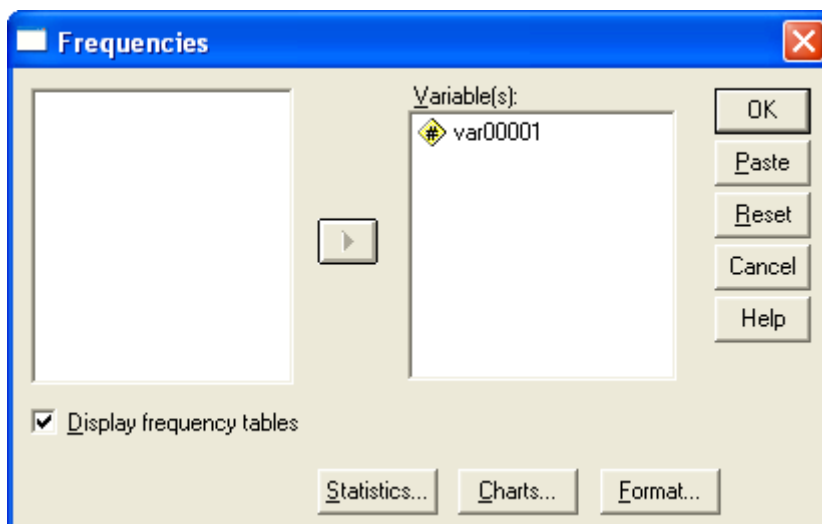 Frequencies
Variable(s):
# var00001
OK
Paste
Reset
Cancel
Help
Display frequency tables
Statistics...
Charts...
Format...